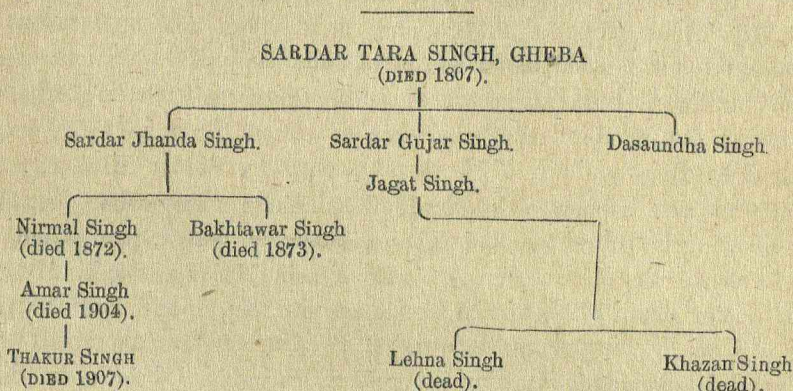 SARDAR TARA SINGH, GHEBA
(DIED 1807).
Sardar Jhanda Singh. Sardar Gujar Singh. Dasaundha Singh.
Jagat Singh.
Nirmal Singh Bakhtawar Singh
(died 1872). (died 1873).
Amar Singh
(died 1904).
THAKUR SINGH Lehna Singh Khazan Singh
(DIED 1907). (dead). (dead).